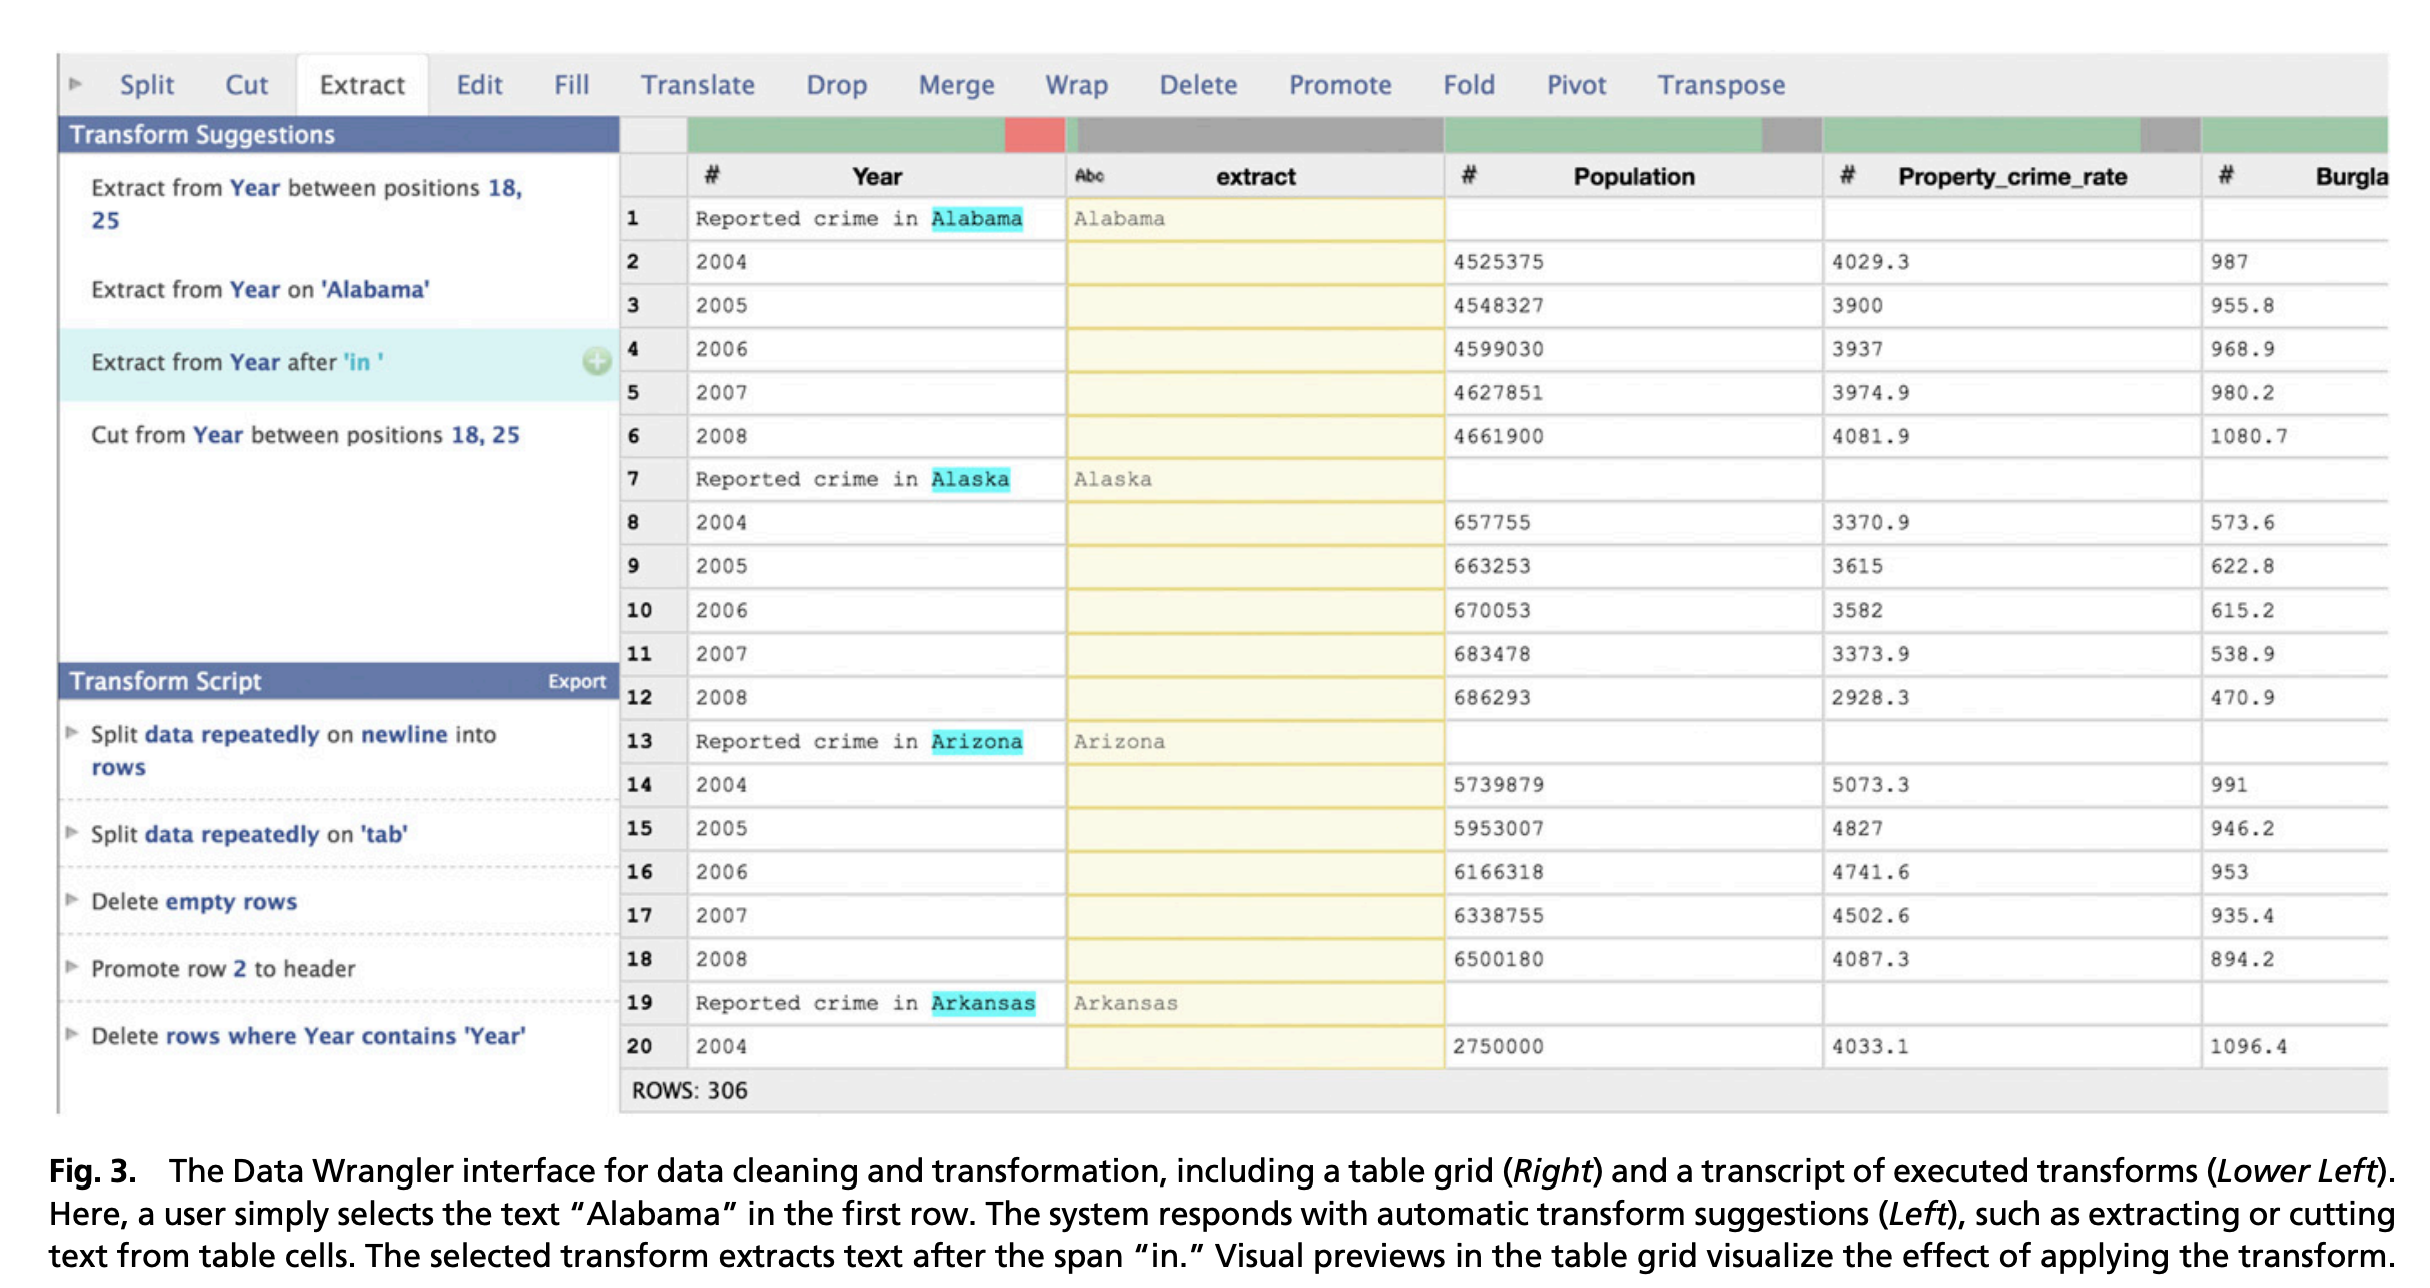 Split Cut Extract Edit Fill Translate Drop Merge Wrap Delete Promote Fold Pivot Transpose
Transform Suggestions
Extract from Year between positions 18,
25
Extract from Year on 'Alabama'
Extract from Year after 'in '
Cut from Year between positions 18, 25
Transform Script Export
Split data repeatedly on newline into
rows
Split data repeatedly on 'tab'
Delete empty rows
Promote row 2 to header
Delete rows where Year contains 'Year'
# Year Abc extract # Population # Property_crime_rate # Burgla
1 Reported crime in Alabama Alabama
2 2004 4525375 4029.3 987
3 2005 4548327 3900 955.8
4 2006 4599030 3937 968.9
5 2007 4627851 3974.9 980.2
6 2008 4661900 4081.9 1080.7
7 Reported crime in Alaska Alaska
8 2004 657755 3370.9 573.6
9 2005 663253 3615 622.8
10 2006 670053 3582 615.2
11 2007 683478 3373.9 538.9
12 2008 686293 2928.3 470.9
13 Reported crime in Arizona Arizona
14 2004 5739879 5073.3 991
15 2005 5953007 4827 946.2
16 2006 6166318 4741.6 953
17 2007 6338755 4502.6 935.4
18 2008 6500180 4087.3 894.2
19 Reported crime in Arkansas Arkansas
20 2004 2750000 4033.1 1096.4
ROWS: 306
Fig. 3. The Data Wrangler interface for data cleaning and transformation, including a table grid (Right) and a transcript of executed transforms (Lower Left).
Here, a user simply selects the text “Alabama” in the first row. The system responds with automatic transform suggestions (Left), such as extracting or cutting
text from table cells. The selected transform extracts text after the span “in.” Visual previews in the table grid visualize the effect of applying the transform.